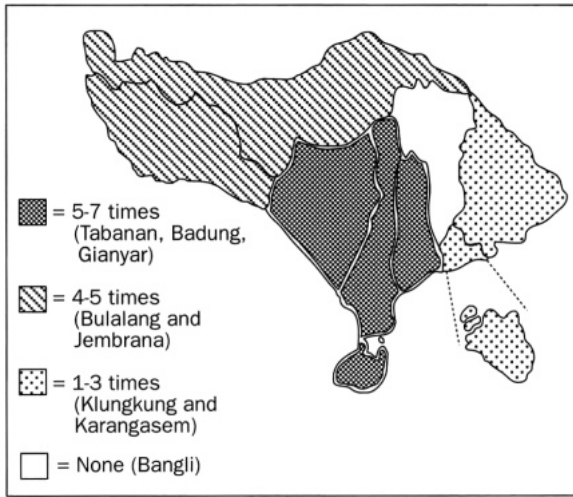 = 5-7 times
(Tabanan, Badung,
Gianyar)
= 4-5 times
(Bulalang and
Jembrana)
= 1-3 times
(Klungkung and
Karangasem)
= None (Bangli)